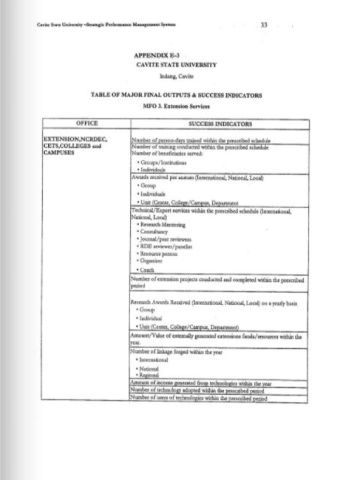 Cavite State University -Strategic Performance Management System 33
APPENDIX E-3
CAVITE STATE UNIVERSITY
Indang, Cavite
TABLE OF MAJOR FINAL OUTPUTS & SUCCESS INDICATORS
MFO 3. Extension Services
OFFICE
SUCCESS INDICATORS
EXTENSION,NCRDEC,
CETS,COLLEGES and
CAMPUSES
Number of person-days trained within the prescribed schedule
Number of training conducted within the prescribed schedule
Number of beneficiaries served:
• Groups/Institutions
• Individuals
Awards received per annum (International, National, Local)
• Group
• Individuals
• Unit (Center, College/Campus, Department
Technical/Expert services within the prescribed schedule (International,
National, Local)
• Research Mentoring
• Consultancy
• Journal/peer reviewers
• RDE reviewer/panelist
• Resource person
• Organizer
• Coach
Number of extension projects conducted and completed within the prescribed
period
Research Awards Received (International, National, Local) on a yearly basis
• Group
• Individual
• Unit (Center, College/Campus, Department)
Amount/Value of externally generated extensions funds/resources within the
year
Number of linkage forged within the year
• International
• National
• Regional
Amount of income generated from technologies within the year
Number of technology adopted within the prescribed period
Number of users of technologies within the prescribed period